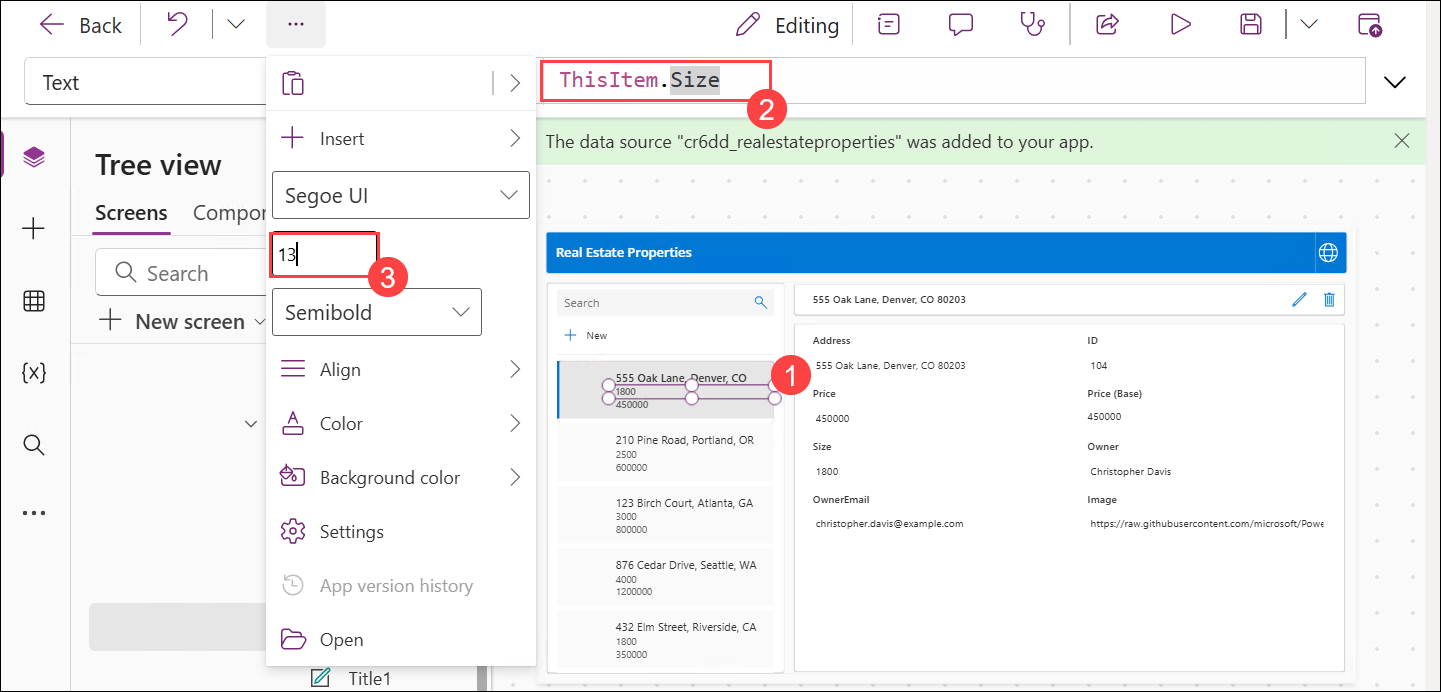 Back
...
Editing
Text
ThisItem.Size
2
Insert
The data source "cr6dd_realestateproperties" was added to your app.
Tree view
Segoe UI
Screens
Compor
13
3
Search
Semibold
New screen
Real Estate Properties
Search
New
555 Oak Lane, Denver, CO 80203
Align
1
555 Oak Lane, Denver, CO
1800
450000
Address
555 Oak Lane, Denver, CO 80203
ID
104
Price
450000
Price (Base)
450000
Color
210 Pine Road, Portland, OR
2500
600000
Size
1800
Owner
Christopher Davis
Background color
123 Birch Court, Atlanta, GA
3000
800000
OwnerEmail
christopher.davis@example.com
Image
https://raw.githubusercontent.com/microsoft/Powe
Settings
876 Cedar Drive, Seattle, WA
4000
1200000
App version history
432 Elm Street, Riverside, CA
1800
350000
Open
Title1
{x}